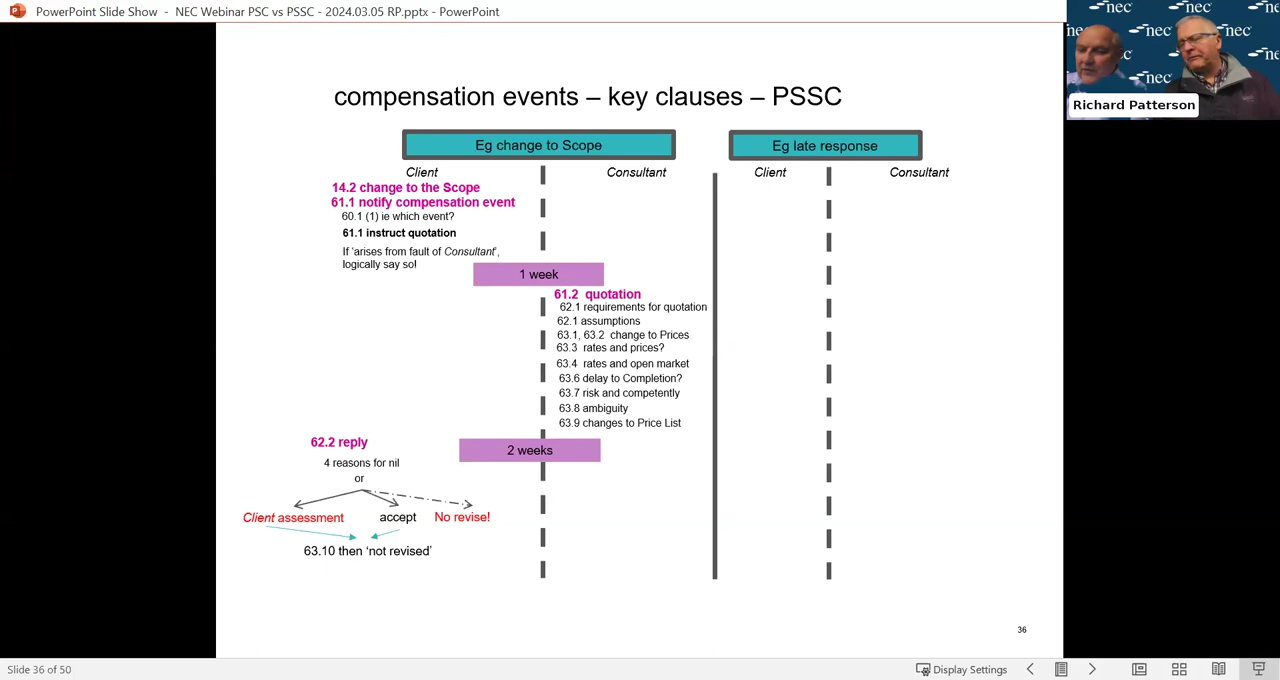 PowerPoint Slide Show - NEC Webinar PSC vs PSSC - 2024.03.05 RP.pptx - PowerPoint
nec
nec
nec
nec
nec
nec
nec
Richard Patterson
compensation events – key clauses – PSSC
Eg change to Scope
Eg late response
Client
Consultant
Client
Consultant
14.2 change to the Scope
61.1 notify compensation event
60.1 (1) ie which event?
61.1 instruct quotation
If 'arises from fault of Consultant',
logically say so!
1 week
61.2 quotation
62.1 requirements for quotation
62.1 assumptions
63.1, 63.2 change to Prices
63.3 rates and prices?
63.4 rates and open market
63.6 delay to Completion?
63.7 risk and competently
63.8 ambiguity
63.9 changes to Price List
62.2 reply
2 weeks
4 reasons for nil
or
Client assessment
accept
No revise!
63.10 then 'not revised'
36
Slide 36 of 50
Display Settings